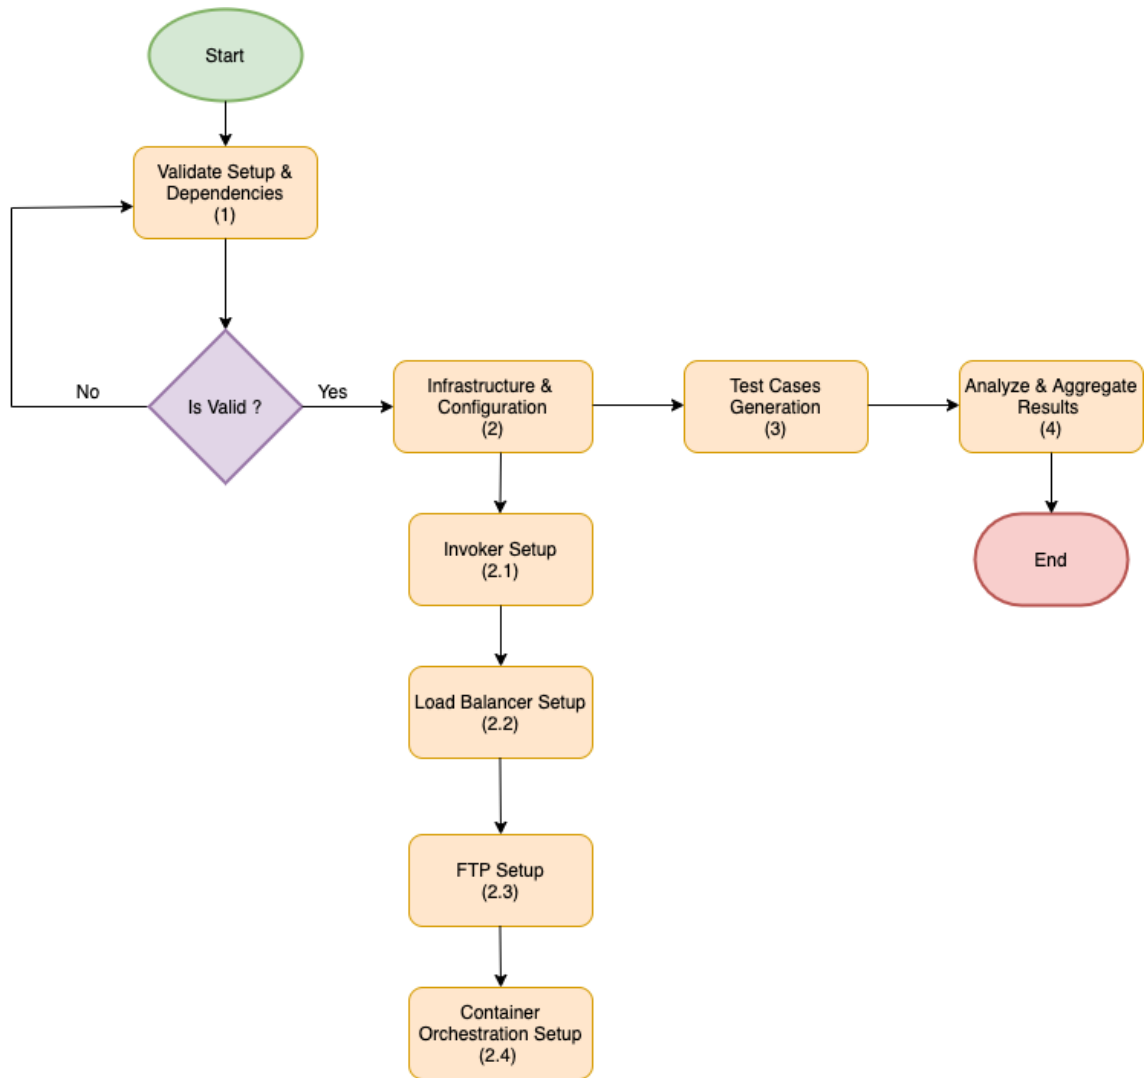 Start
Validate Setup &
Dependencies
(1)
No
Is Valid ?
Yes
Infrastructure &
Configuration
(2)
Test Cases
Generation
(3)
Analyze & Aggregate
Results
(4)
Invoker Setup
(2.1)
End
Load Balancer Setup
(2.2)
FTP Setup
(2.3)
Container
Orchestration Setup
(2.4)